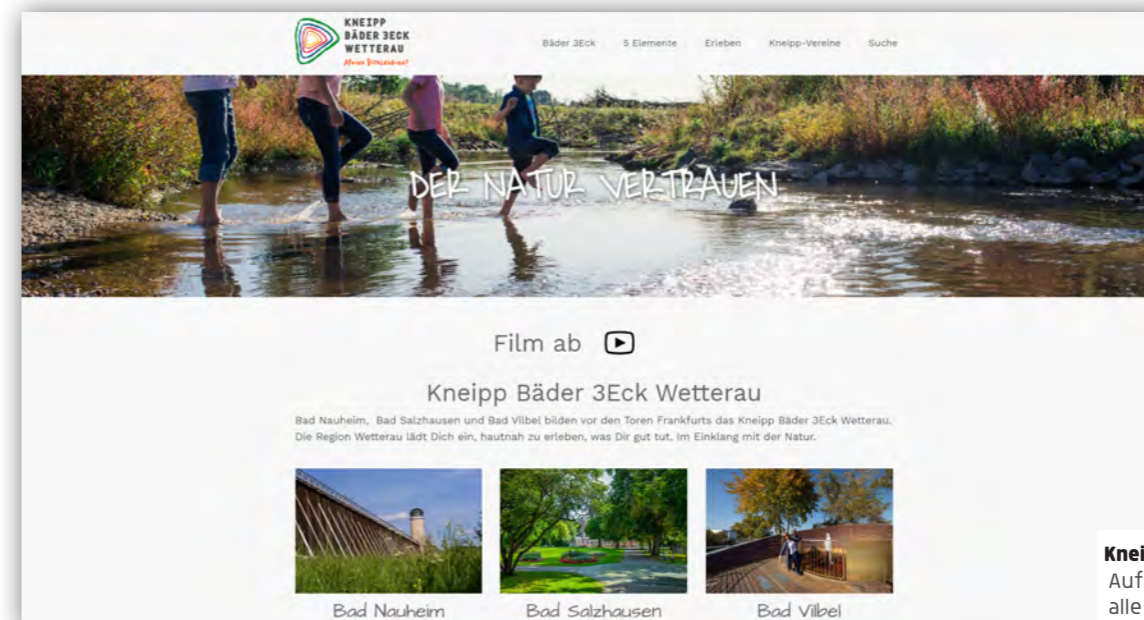 KNEIPP
BÄDER 3ECK
WETTERAU
Bäder 3Eck 5 Elemente Erleben Kneipp-Vereine Suche
DER NATUR VERTRAUEN
Film ab
Kneipp Bäder 3Eck Wetterau
Bad Nauheim, Bad Salzhausen und Bad Vilbel bilden vor den Toren Frankfurts das Kneipp Bäder 3Eck Wetterau.
Die Region Wetterau lädt Dich ein, hautnah zu erleben, was Dir gut tut. Im Einklang mit der Natur.
Bad Nauheim Bad Salzhausen Bad Vilbel
Knei
Auf
alle